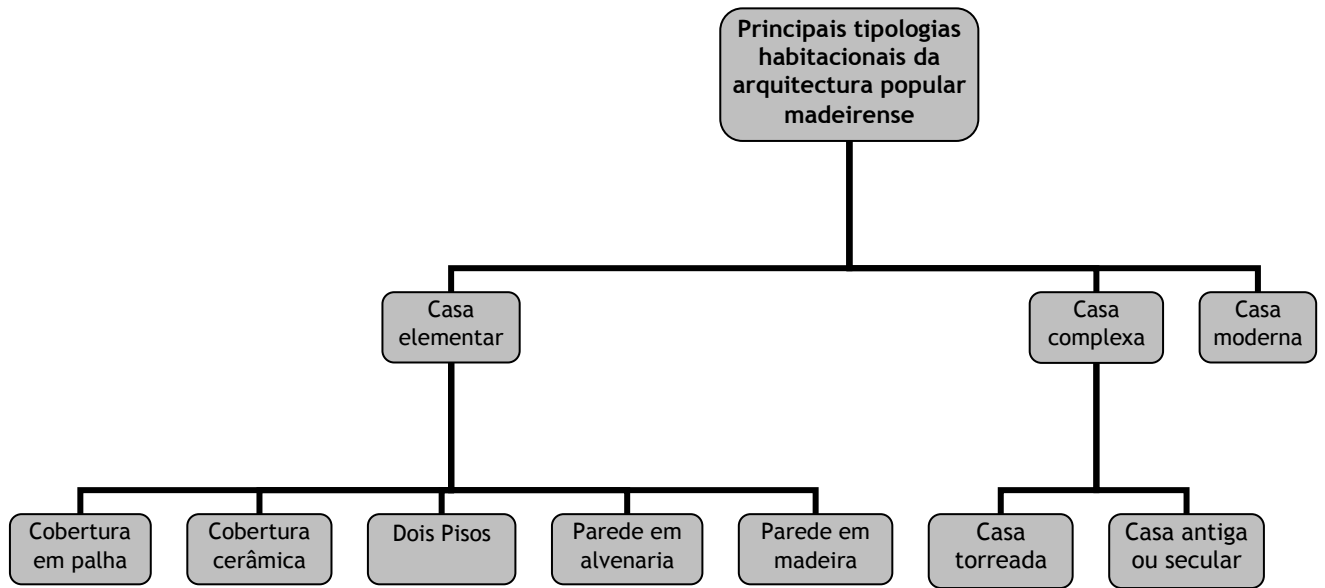 Principais tipologias
habitacionais da
arquitectura popular
madeirense
Casa
elementar
Casa
complexa
Casa
moderna
Cobertura
em palha
Cobertura
cerâmica
Dois Pisos
Parede em
alvenaria
Parede em
madeira
Casa
torreada
Casa antiga
ou secular